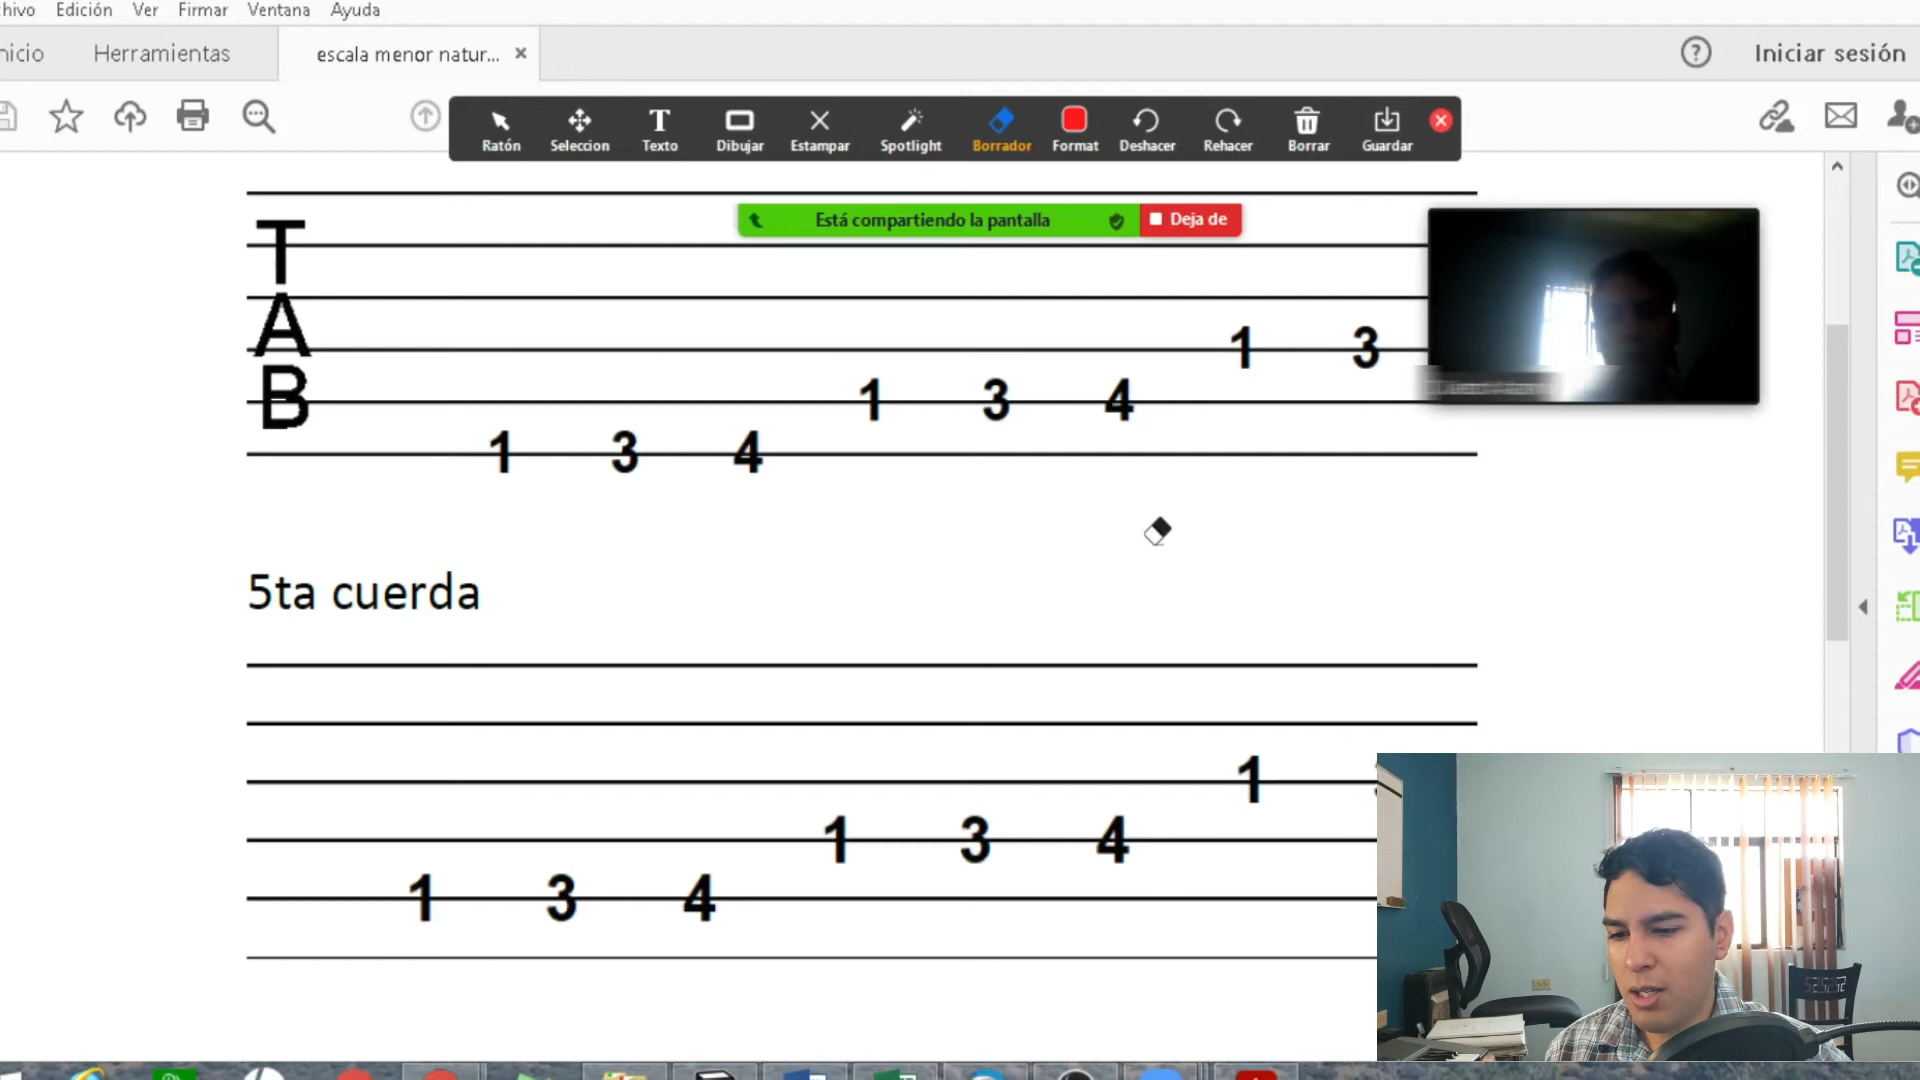 chivo Edición Ver Firmar Ventana Ayuda
nicio Herramientas escala menor natur... × ? Iniciar sesión
Ratón Seleccion Texto Dibujar Estampar Spotlight Borrador Format Deshacer Rehacer Borrar Guardar
Está compartiendo la pantalla Deja de
T
A
B
1 3
1 3 4
1 3 4
5ta cuerda
1
1 3 4
1 3 4